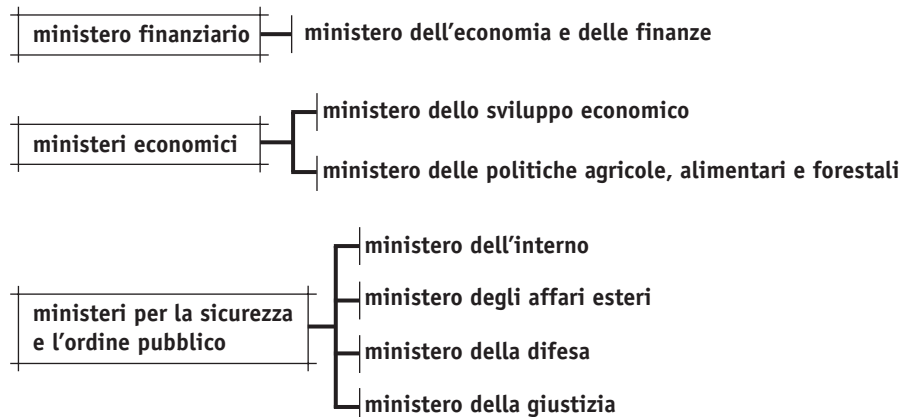 ministero finanziario
ministero dell'economia e delle finanze
ministeri economici
ministero dello sviluppo economico
ministero delle politiche agricole, alimentari e forestali
ministeri per la sicurezza
e l'ordine pubblico
ministero dell'interno
ministero degli affari esteri
ministero della difesa
ministero della giustizia